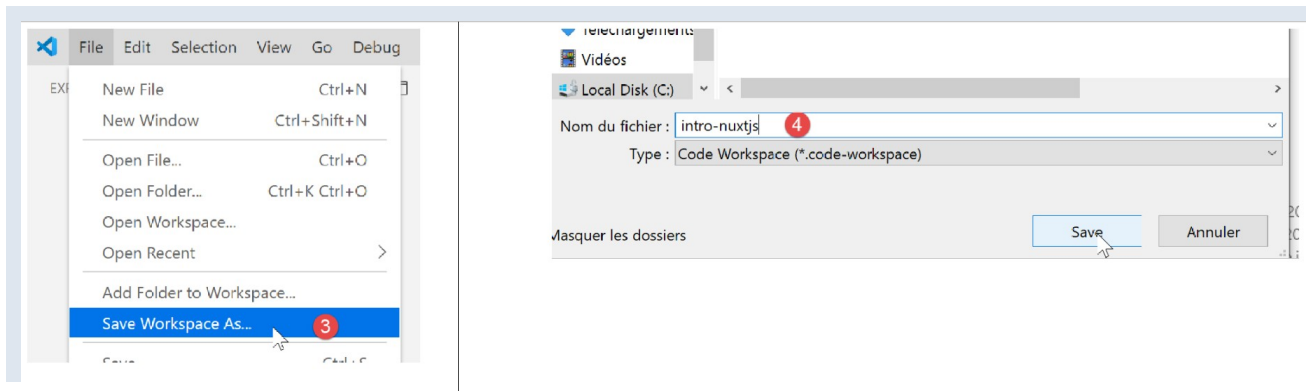 File Edit Selection View Go Debug
New File Ctrl+N
New Window Ctrl+Shift+N
Open File... Ctrl+O
Open Folder... Ctrl+K Ctrl+O
Open Workspace...
Open Recent >
Add Folder to Workspace...
Save Workspace As... 3
Vidéos
Local Disk (C:)
Nom du fichier : intro-nuxtjs 4
Type : Code Workspace (*.code-workspace)
Masquer les dossiers
Save Annuler